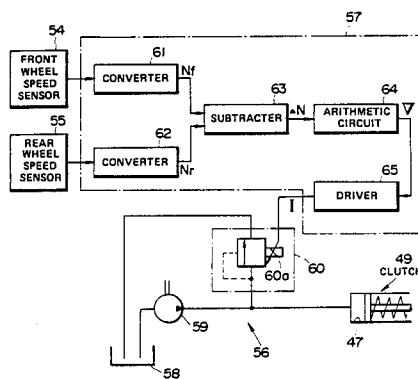 54
57
61
FRONT
WHEEL
SPEED
SENSOR
CONVERTER
Nf
63
64
SUBTRACTER
ΔN
ARITHMETIC
CIRCUIT
V
55
62
REAR
WHEEL
SPEED
SENSOR
CONVERTER
Nr
65
DRIVER
I
60a
60
49
CLUTCH
59
56
47
58